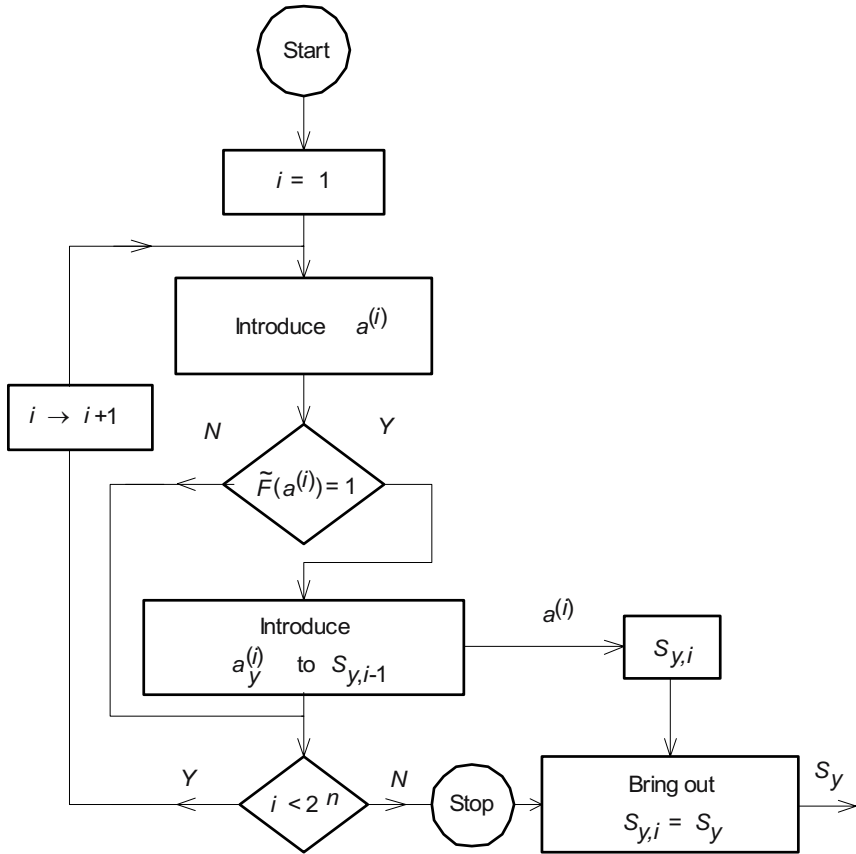 Start
i = 1
Introduce a^(i)
i → i+1
N
Y
F̃(a^(i)) = 1
Introduce
a_y^(i) to S_y,i-1
a^(i)
S_y,i
Y
i < 2^n
N
Stop
Bring out
S_y,i = S_y
S_y